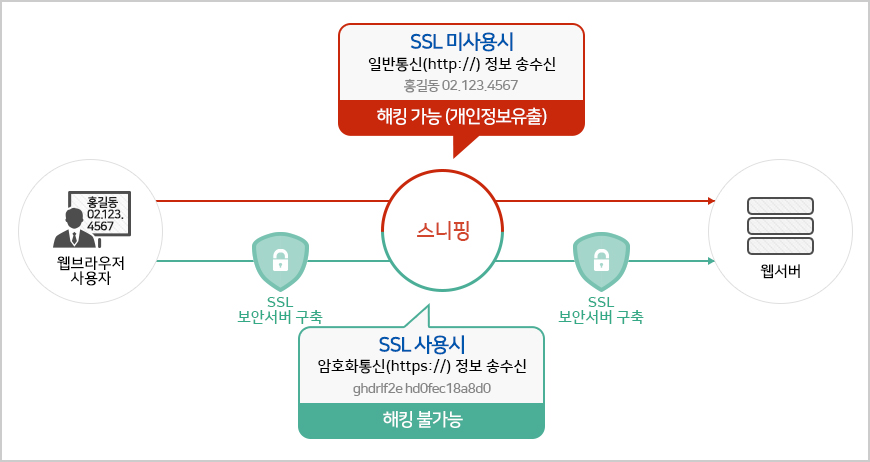 SSL 미사용시
일반통신(http://) 정보 송수신
홍길동 02.123.4567
해킹 가능 (개인정보유출)
홍길동
02.123.
4567
웹브라우저
사용자
스니핑
웹서버
SSL
보안서버 구축
SSL
보안서버 구축
SSL 사용시
암호화통신(https://) 정보 송수신
ghdrlf2e hd0fec18a8d0
해킹 불가능